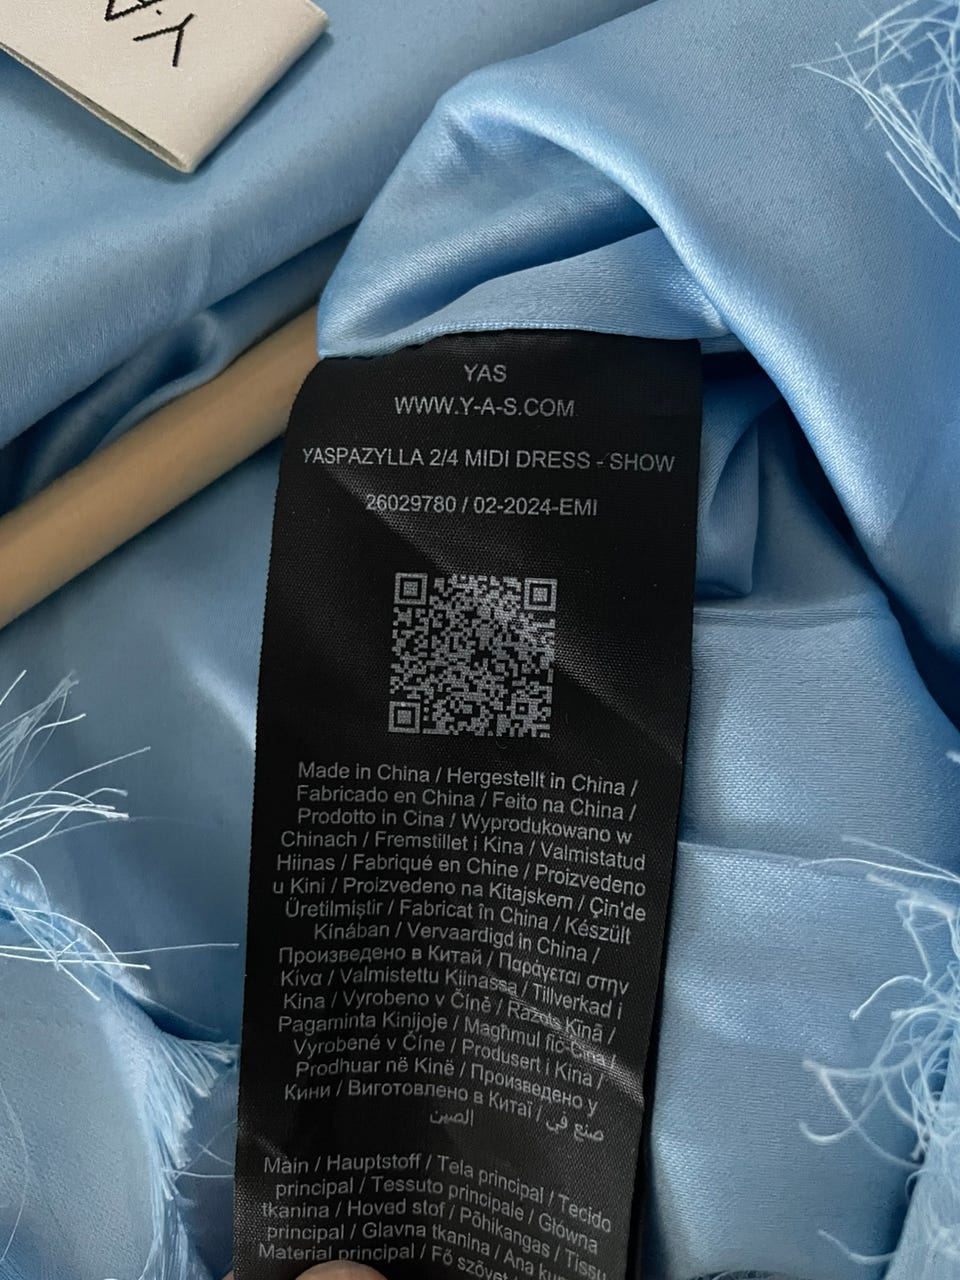 Y.A
YAS
WWW.Y-A-S.COM
YASPAZYLLA 2/4 MIDI DRESS - SHOW
26029780 / 02-2024-EMI
Made in China / Hergestellt in China /
Fabricado en China / Feito na China /
Prodotto in Cina / Wyprodukowano w
Chinach / Fremstillet i Kina / Valmistatud
Hiinas / Fabriqué en Chine / Proizvedeno
u Kini / Proizvedeno na Kitajskem / Çin'de
Üretilmiştir / Fabricat în China / Készült
Kínában / Vervaardigd in China /
Произведено в Китай / Παράγεται στην
Κίνα / Valmistettu Kiinassa / Tillverkad i
Kina / Vyrobeno v Číně / Ražots Ķīnā /
Pagaminta Kinijoje / Magħmul fiċ-Ċina /
Vyrobené v Číne / Produsert i Kina /
Prodhuar në Kinë / Произведено у
Кини / Виготовлено в Китаї / صنع في
الصين
Main / Hauptstoff / Tela principal / Tecido
principal / Tessuto principale / Główna
tkanina / Hoved stof / Põhikangas / Tissu
principal / Glavna tkanina / Ana
Material principal / Fő szövet